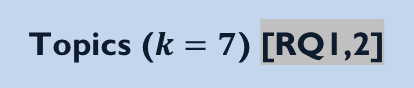 Topics (k = 7) [RQ1,2]